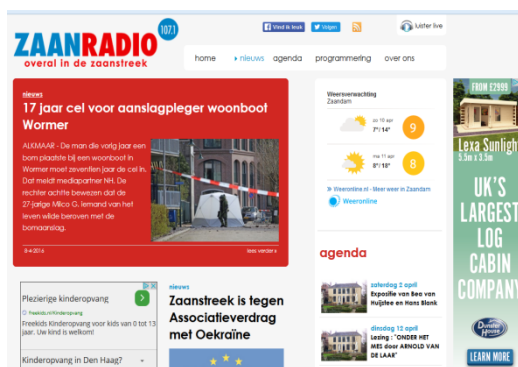 ZAANRADIO 107.1
overal in de zaanstreek
Vind ik leuk
Volgen
luister live
home
nieuws
agenda
programmering
over ons
nieuws
17 jaar cel voor aanslagpleger woonboot
Wormer
ALKMAAR - De man die vorig jaar een
bom plaatste bij een woonboot in
Wormer moet zeventien jaar de cel in.
Dat meldt mediapartner NH. De
rechter achtte bewezen dat de
27-jarige Milco G. iemand van het
leven wilde beroven met de
bomaanslag.
8-4-2016
lees verder
Weersverwachting
Zaandam
zo 10 apr
7°/ 14°
9
ma 11 apr
8°/ 18°
8
Weeronline.nl - Meer weer in Zaandam
Weeronline
agenda
zaterdag 2 april
Expositie van Bea van
Huijstee en Hans Blank
dinsdag 12 april
Lezing : "ONDER HET
MES door ARNOLD VAN
DE LAAR"
Plezierige kinderopvang
freekids.nl/Kinderopvang
Freekids Kinderopvang voor kids van 0 tot 13
jaar. Uw kind is welkom!
Kinderopvang in Den Haag?
nieuws
Zaanstreek is tegen
Associatieverdrag
met Oekraïne
FROM £2999
Lexa Sunligh
5.5m x 3.5m
UK'S
LARGEST
LOG
CABIN
COMPANY
Dunster
House
LEARN MORE